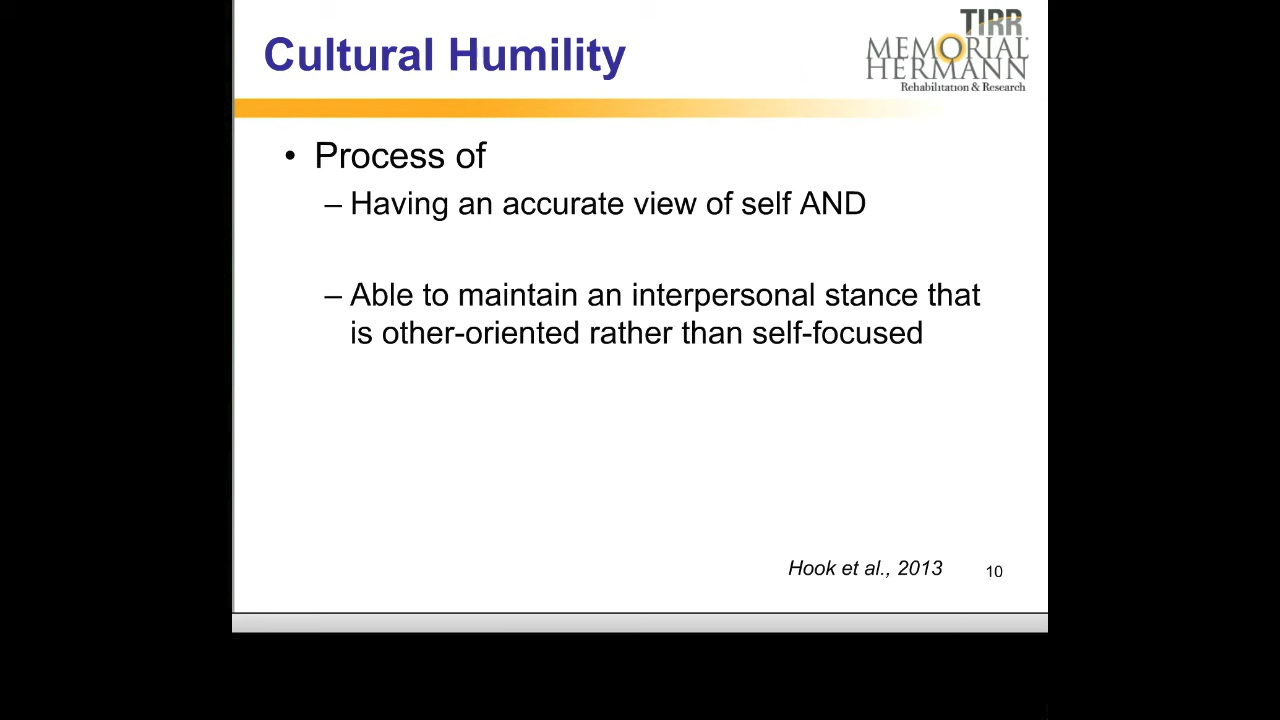 Cultural Humility
TIRR
MEMORIAL
HERMANN
Rehabilitation & Research
• Process of
– Having an accurate view of self AND
– Able to maintain an interpersonal stance that
is other-oriented rather than self-focused
Hook et al., 2013
10